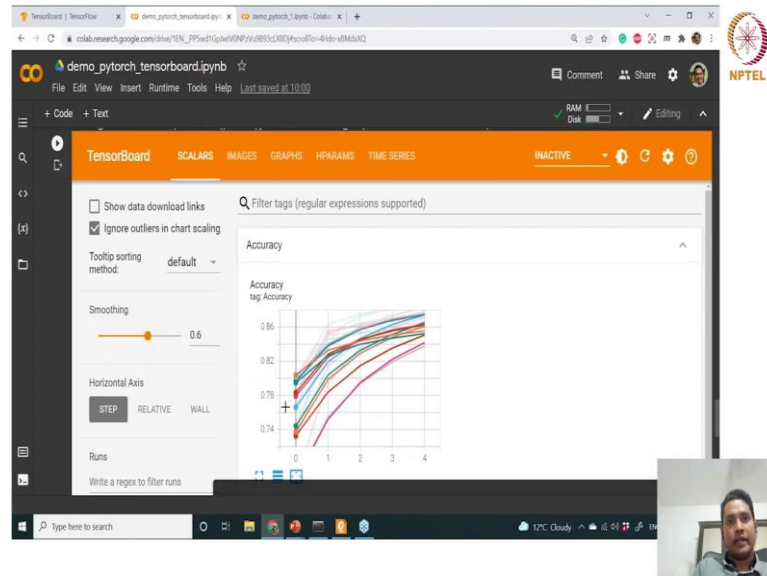 TensorBoard | TensorFlow
demo_pytorch_tensorboard.ipynb
demo_pytorch_1.ipynb - Colabor
demo_pytorch_tensorboard.ipynb
NPTEL
Comment
Share
File Edit View Insert Runtime Tools Help Last saved at 10:00
+ Code + Text
RAM
Disk
Editing
TensorBoard SCALARS IMAGES GRAPHS HPARAMS TIME SERIES INACTIVE
Show data download links
Ignore outliers in chart scaling
Tooltip sorting
method:
default
Smoothing
0.6
Horizontal Axis
STEP RELATIVE WALL
Runs
Write a regex to filter runs
Filter tags (regular expressions supported)
Accuracy
Accuracy
tag: Accuracy
0.86
0.82
0.78
0.74
0 1 2 3 4
Type here to search
12°C Cloudy